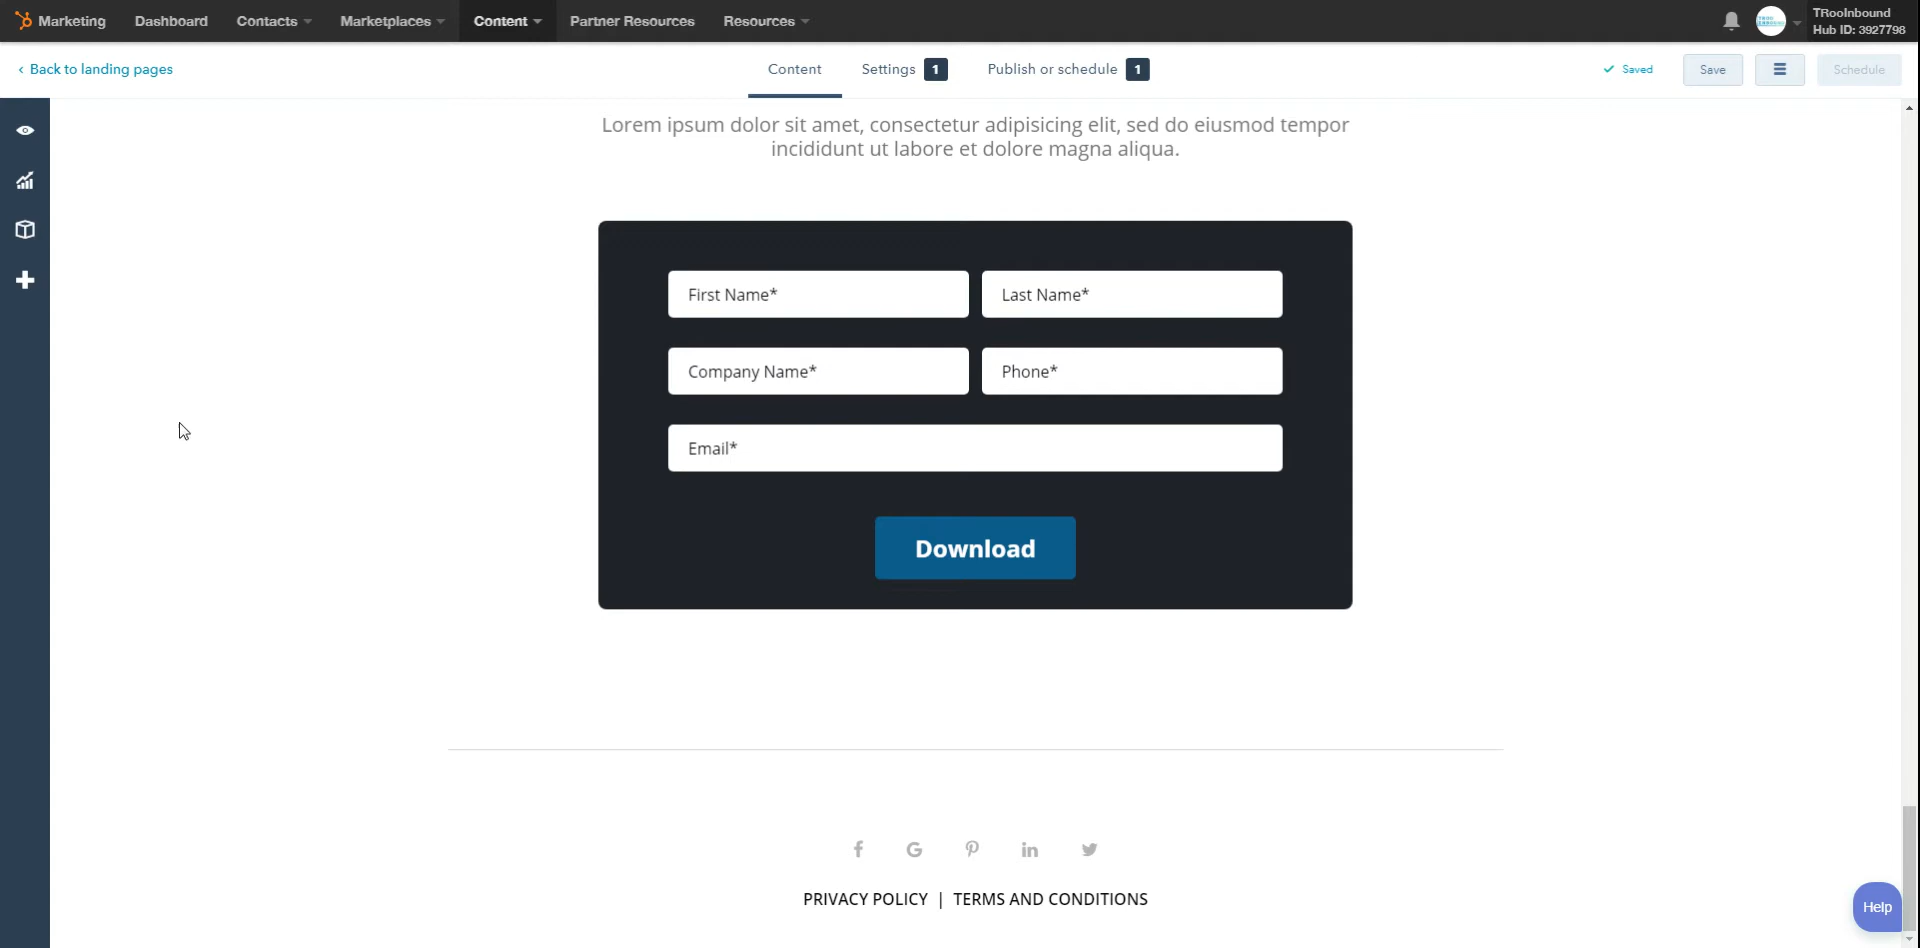 Marketing Dashboard Contacts Marketplaces Content Partner Resources Resources TRooInbound
Hub ID: 3927798
‹ Back to landing pages Content Settings 1 Publish or schedule 1 Saved Save Schedule
Lorem ipsum dolor sit amet, consectetur adipisicing elit, sed do eiusmod tempor
incididunt ut labore et dolore magna aliqua.
First Name* Last Name*
Company Name* Phone*
Email*
Download
PRIVACY POLICY | TERMS AND CONDITIONS
Help